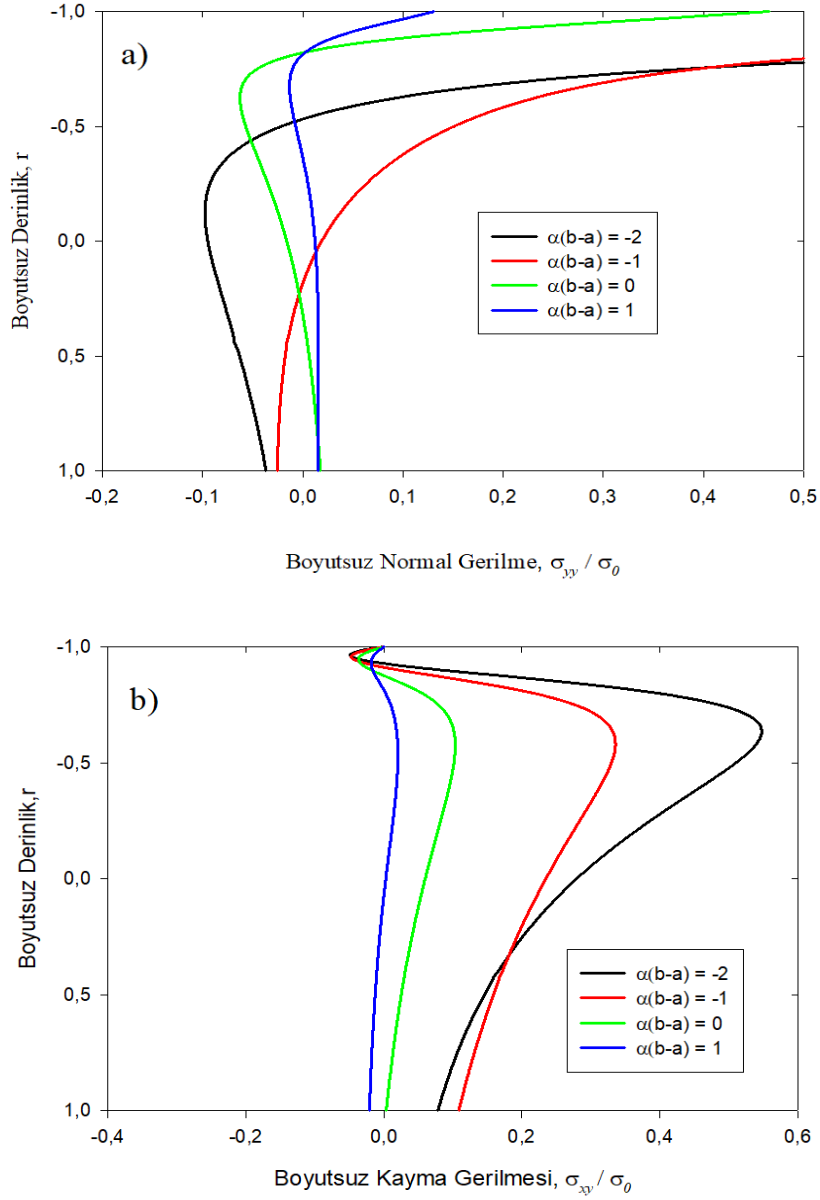 a)
-1,0
-0,5
0,0
0,5
1,0
Boyutsuz Derinlik, r
α(b-a) = -2
α(b-a) = -1
α(b-a) = 0
α(b-a) = 1
-0,2 -0,1 0,0 0,1 0,2 0,3 0,4 0,5
Boyutsuz Normal Gerilme, σyy / σ0
b)
-1,0
-0,5
0,0
0,5
1,0
Boyutsuz Derinlik,r
α(b-a) = -2
α(b-a) = -1
α(b-a) = 0
α(b-a) = 1
-0,4 -0,2 0,0 0,2 0,4 0,6
Boyutsuz Kayma Gerilmesi, σxy / σ0